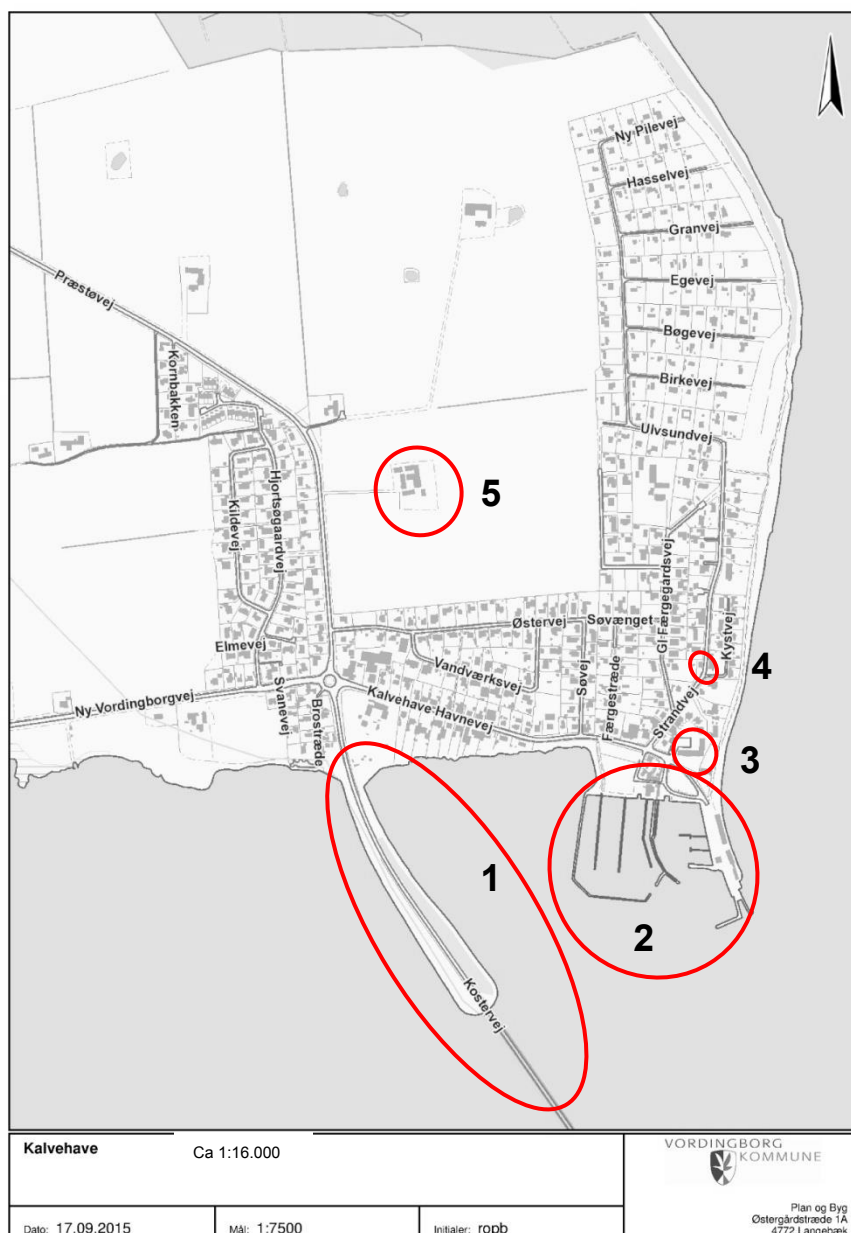 Ny Pilevej
Hasselvej
Granvej
Egevej
Præstøvej
Bøgevej
Kornbakken
Birkevej
Ulvsundvej
5
Hjortsøgaardvej
Kildevej
Gl Færgegårdsvej
Østervej
Søvænget
Kystvej
Elmevej
Vandværksvej
4
Søvej
Færgestræde
Strandvej
Svanevej
Ny Vordingborgvej
Brostræde
Kalvehave Havnevej
3
1
2
Kostervej
Kalvehave
Ca 1:16.000
VORDINGBORG
KOMMUNE
Plan og Byg
Østergårdstræde 1A
4772 Langebæk
Dato: 17.09.2015
Mål: 1:7500
Initialer: ropb